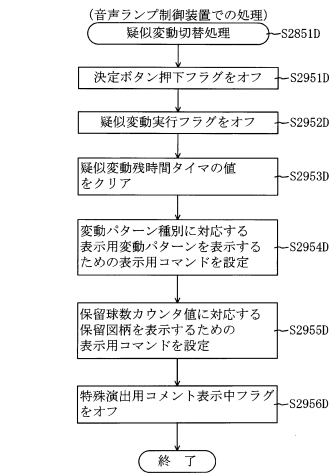 (音声ランプ制御装置での処理)
疑似変動切替処理
S2851D
決定ボタン押下フラグをオフ
S2951D
疑似変動実行フラグをオフ
S2952D
疑似変動残時間タイマの値
をクリア
S2953D
変動パターン種別に対応する
表示用変動パターンを表示する
ための表示用コマンドを設定
S2954D
保留球数カウンタ値に対応する
保留図柄を表示するための
表示用コマンドを設定
S2955D
特殊演出用コメント表示中フラグ
をオフ
S2956D
終 了